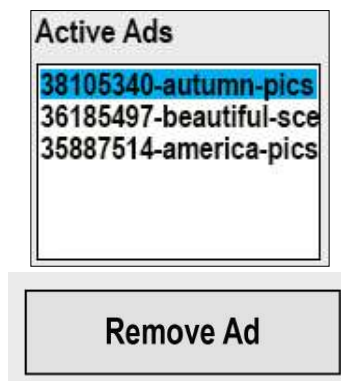 Active Ads
38105340-autumn-pics
36185497-beautiful-sce
35887514-america-pics
Remove Ad